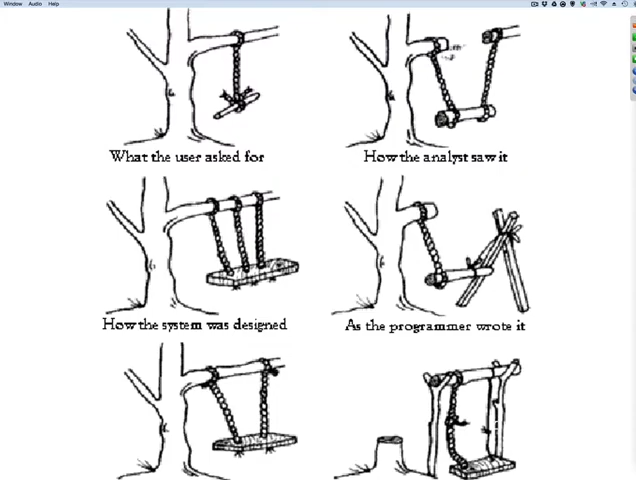 Window Audio Help
What the user asked for
How the analyst saw it
How the system was designed
As the programmer wrote it